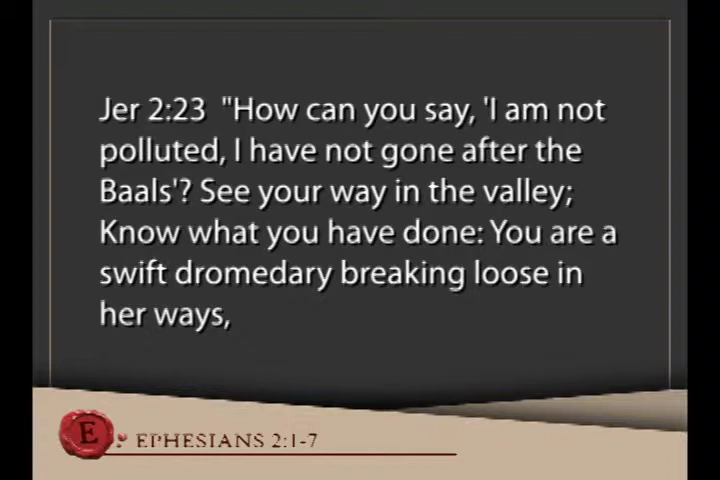 Jer 2:23 "How can you say, 'I am not
polluted, I have not gone after the
Baals'? See your way in the valley;
Know what you have done: You are a
swift dromedary breaking loose in
her ways,
E
EPHESIANS 2:1-7